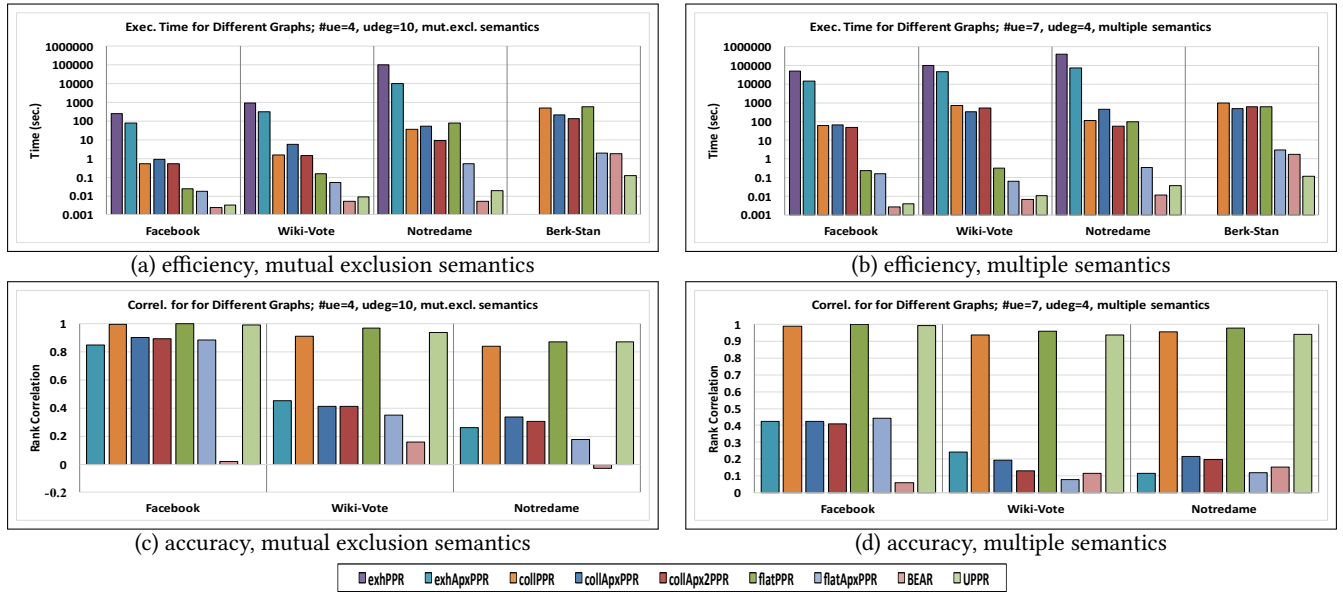 Exec. Time for Different Graphs; #ue=4, udeg=10, mut.excl. semantics
Time (sec.)
1000000
100000
10000
1000
100
10
1
0.1
0.01
0.001
Facebook Wiki-Vote Notredame Berk-Stan
(a) efficiency, mutual exclusion semantics
Exec. Time for Different Graphs; #ue=7, udeg=4, multiple semantics
Time (sec.)
1000000
100000
10000
1000
100
10
1
0.1
0.01
0.001
Facebook Wiki-Vote Notredame Berk-Stan
(b) efficiency, multiple semantics
Correl. for for Different Graphs; #ue=4, udeg=10, mut.excl. semantics
Rank Correlation
1
0.8
0.6
0.4
0.2
0
-0.2
Facebook Wiki-Vote Notredame
(c) accuracy, mutual exclusion semantics
Correl. for for Different Graphs; #ue=7, udeg=4, multiple semantics
Rank Correlation
1
0.9
0.8
0.7
0.6
0.5
0.4
0.3
0.2
0.1
0
Facebook Wiki-Vote Notredame
(d) accuracy, multiple semantics
exhPPR exhApxPPR collPPR collApxPPR collApx2PPR flatPPR flatApxPPR BEAR UPPR